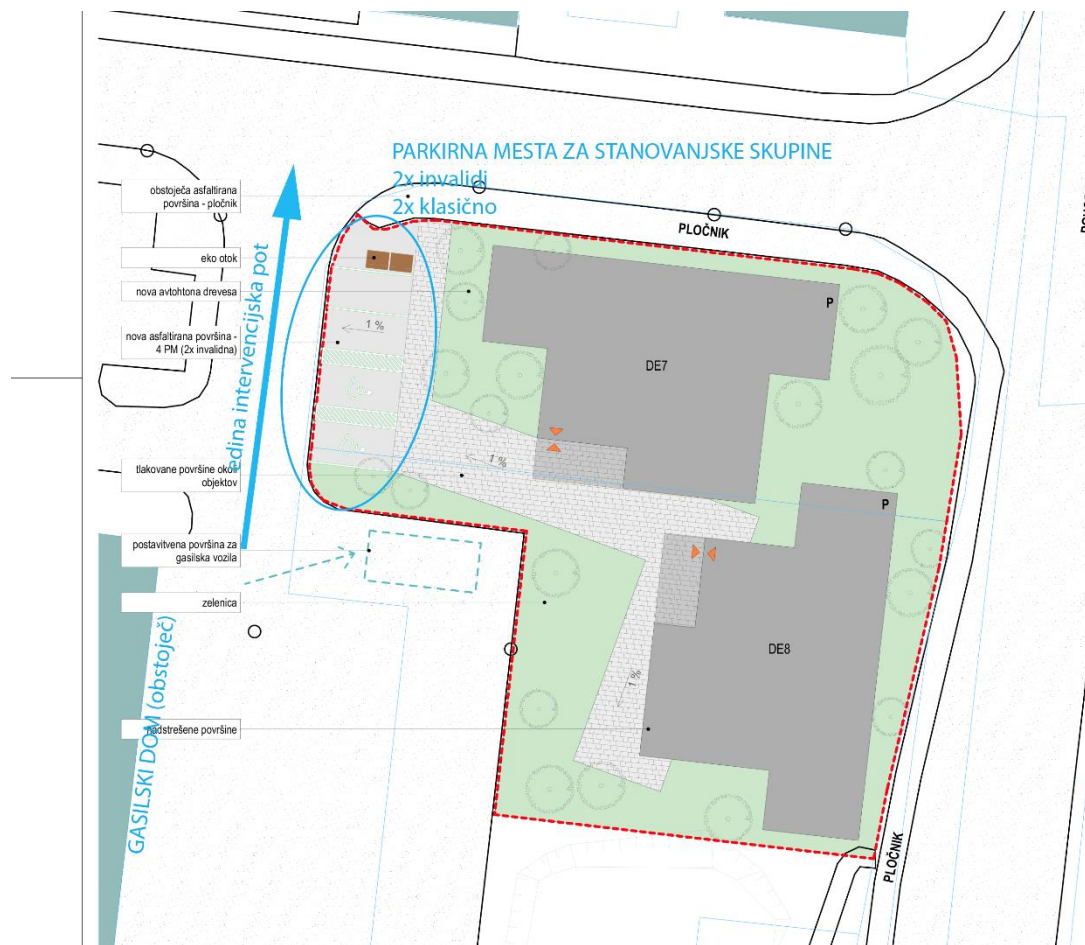 PARKIRNA MESTA ZA STANOVANJSKE SKUPINE
2x invalidi
2x klasično
obstoječa asfaltirana
površina - pločnik
PLOČNIK
eko otok
nova avtohtona drevesa
P
nova asfaltirana površina -
4 PM (2x invalidna)
1 %
edina intervencijska pot
DE7
tlakovane površine okoli
objektov
1 %
P
postavitvena površina za
gasilska vozila
zelenica
GASILSKI DOM (obstoječ)
DE8
1 %
nadstrešene površine
PLOČNIK